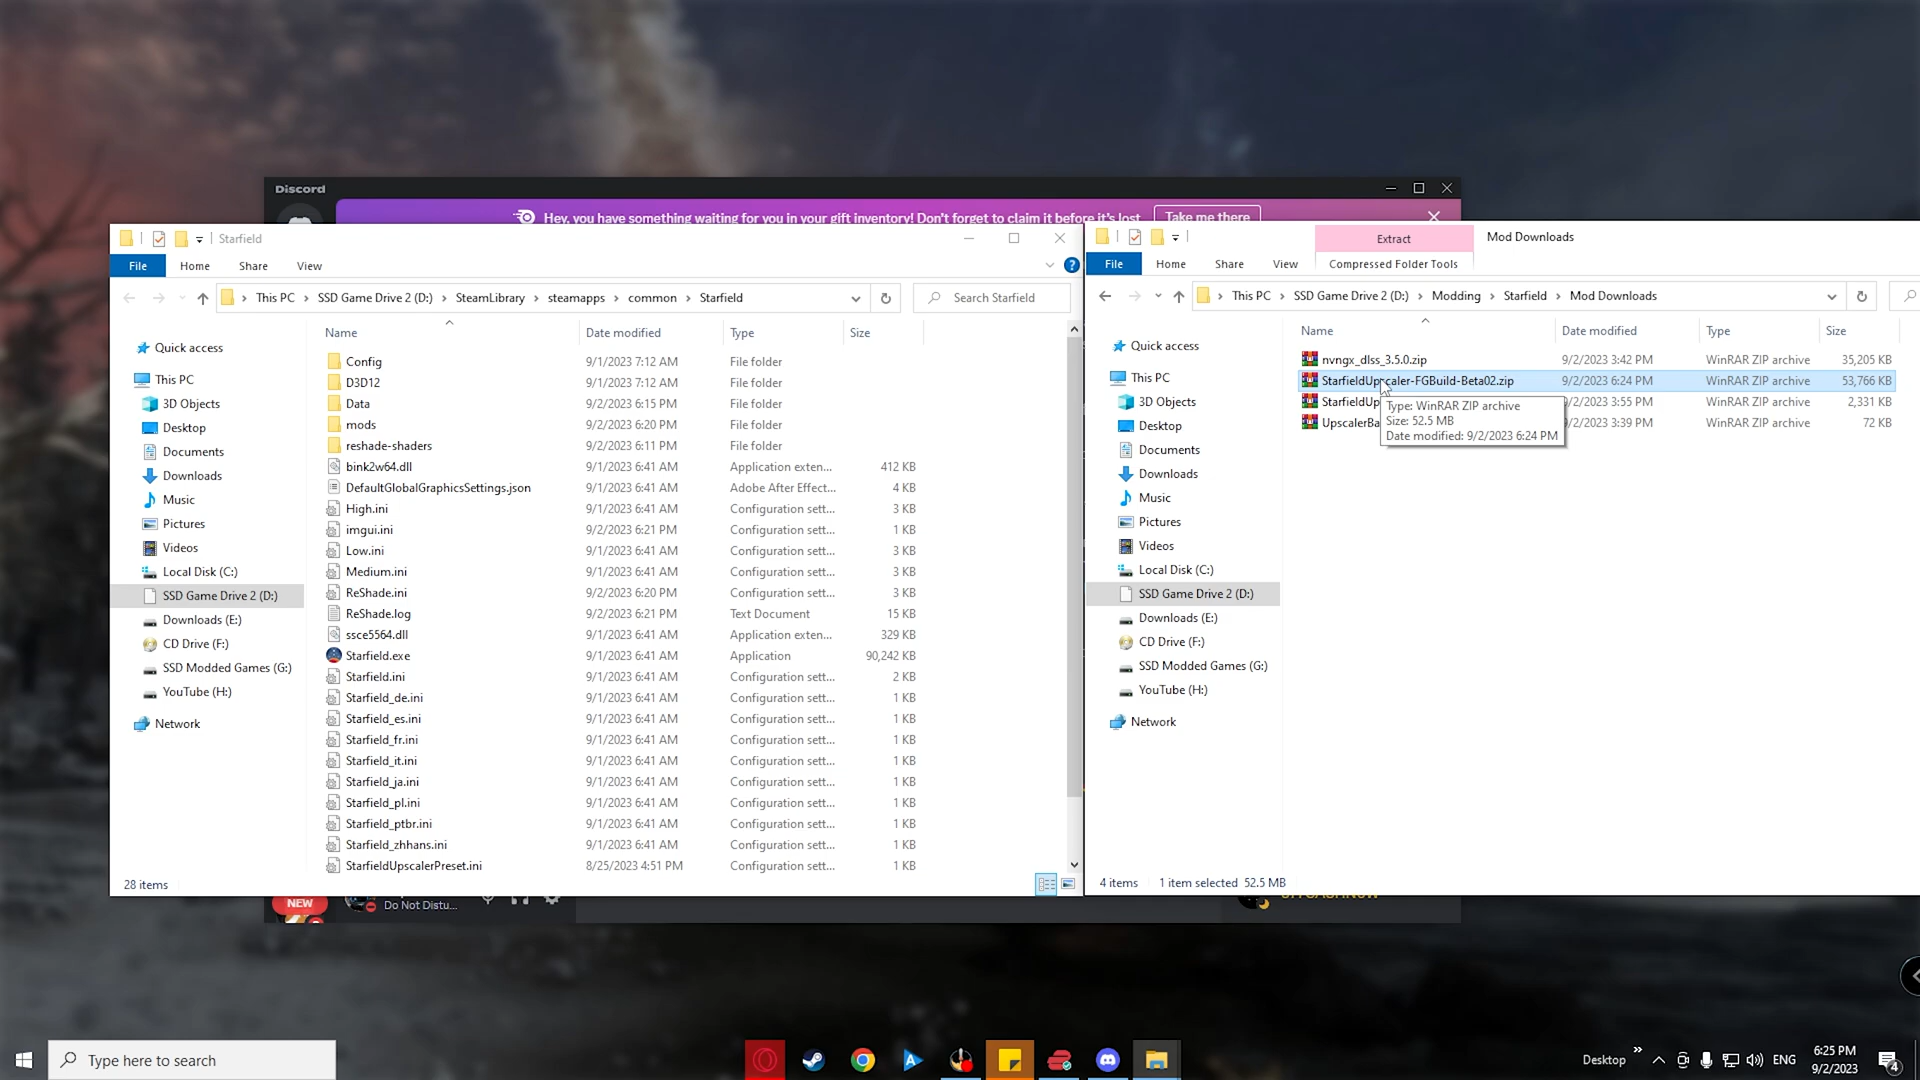 Discord
Hey, you have something waiting for you in your gift inventory! Don't forget to claim it before it's lost
Take me there
Starfield
File Home Share View
This PC > SSD Game Drive 2 (D:) > SteamLibrary > steamapps > common > Starfield
Search Starfield
Name Date modified Type Size
Quick access
This PC
3D Objects
Desktop
Documents
Downloads
Music
Pictures
Videos
Local Disk (C:)
SSD Game Drive 2 (D:)
Downloads (E:)
CD Drive (F:)
SSD Modded Games (G:)
YouTube (H:)
Network
Config 9/1/2023 7:12 AM File folder
D3D12 9/1/2023 7:12 AM File folder
Data 9/2/2023 6:15 PM File folder
mods 9/2/2023 6:20 PM File folder
reshade-shaders 9/2/2023 6:11 PM File folder
bink2w64.dll 9/1/2023 6:41 AM Application exten... 412 KB
DefaultGlobalGraphicsSettings.json 9/1/2023 6:41 AM Adobe After Effect... 4 KB
High.ini 9/1/2023 6:41 AM Configuration sett... 3 KB
imgui.ini 9/2/2023 6:21 PM Configuration sett... 1 KB
Low.ini 9/1/2023 6:41 AM Configuration sett... 3 KB
Medium.ini 9/1/2023 6:41 AM Configuration sett... 3 KB
ReShade.ini 9/2/2023 6:20 PM Configuration sett... 3 KB
ReShade.log 9/2/2023 6:21 PM Text Document 15 KB
ssce5564.dll 9/1/2023 6:41 AM Application exten... 329 KB
Starfield.exe 9/1/2023 6:41 AM Application 90,242 KB
Starfield.ini 9/1/2023 6:41 AM Configuration sett... 2 KB
Starfield_de.ini 9/1/2023 6:41 AM Configuration sett... 1 KB
Starfield_es.ini 9/1/2023 6:41 AM Configuration sett... 1 KB
Starfield_fr.ini 9/1/2023 6:41 AM Configuration sett... 1 KB
Starfield_it.ini 9/1/2023 6:41 AM Configuration sett... 1 KB
Starfield_ja.ini 9/1/2023 6:41 AM Configuration sett... 1 KB
Starfield_pl.ini 9/1/2023 6:41 AM Configuration sett... 1 KB
Starfield_ptbr.ini 9/1/2023 6:41 AM Configuration sett... 1 KB
Starfield_zhhans.ini 9/1/2023 6:41 AM Configuration sett... 1 KB
StarfieldUpscalerPreset.ini 8/25/2023 4:51 PM Configuration sett... 1 KB
28 items
Extract Mod Downloads
File Home Share View Compressed Folder Tools
This PC > SSD Game Drive 2 (D:) > Modding > Starfield > Mod Downloads
Name Date modified Type Size
Quick access
This PC
3D Objects
Desktop
Documents
Downloads
Music
Pictures
Videos
Local Disk (C:)
SSD Game Drive 2 (D:)
Downloads (E:)
CD Drive (F:)
SSD Modded Games (G:)
YouTube (H:)
Network
nvngx_dlss_3.5.0.zip 9/2/2023 3:42 PM WinRAR ZIP archive 35,205 KB
StarfieldUpscaler-FGBuild-Beta02.zip 9/2/2023 6:24 PM WinRAR ZIP archive 53,766 KB
StarfieldUp /2/2023 3:55 PM WinRAR ZIP archive 2,331 KB
UpscalerBa /2/2023 3:39 PM WinRAR ZIP archive 72 KB
Type: WinRAR ZIP archive
Size: 52.5 MB
Date modified: 9/2/2023 6:24 PM
4 items 1 item selected 52.5 MB
NEW
Do Not Distu...
Type here to search
Desktop
ENG
6:25 PM
9/2/2023
4